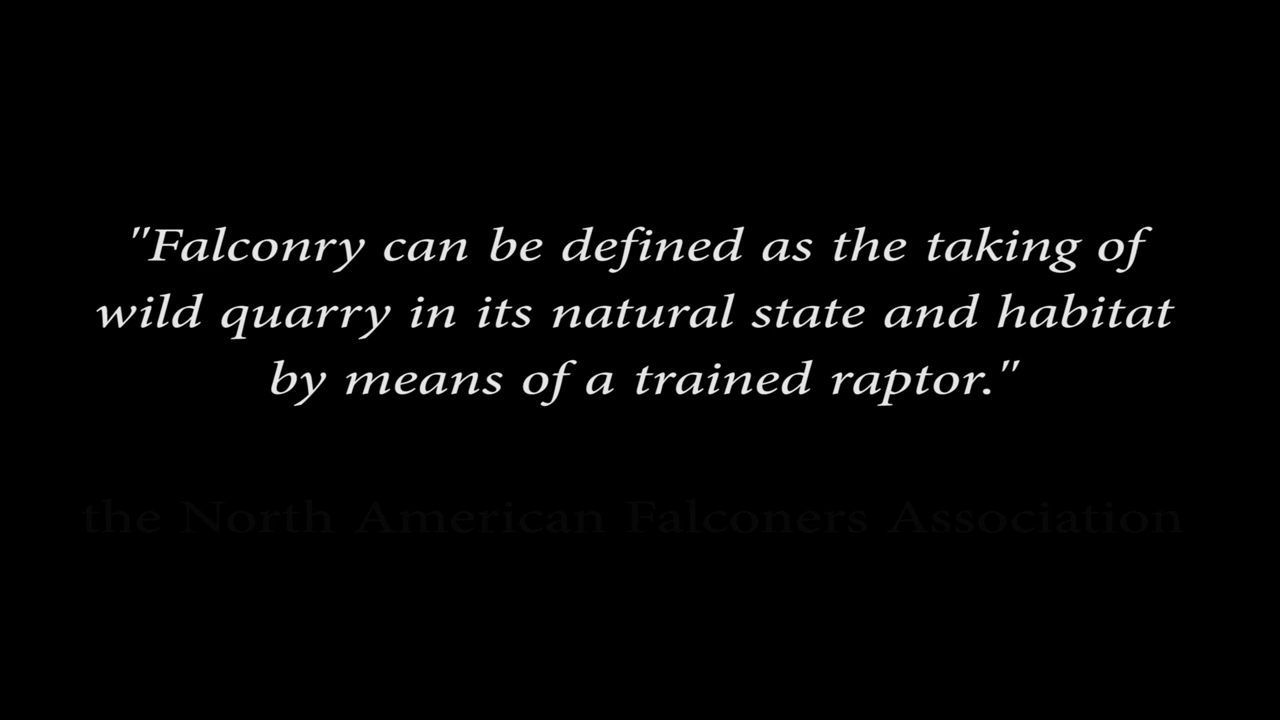 "Falconry can be defined as the taking of
wild quarry in its natural state and habitat
by means of a trained raptor."
the North American Falconers Association